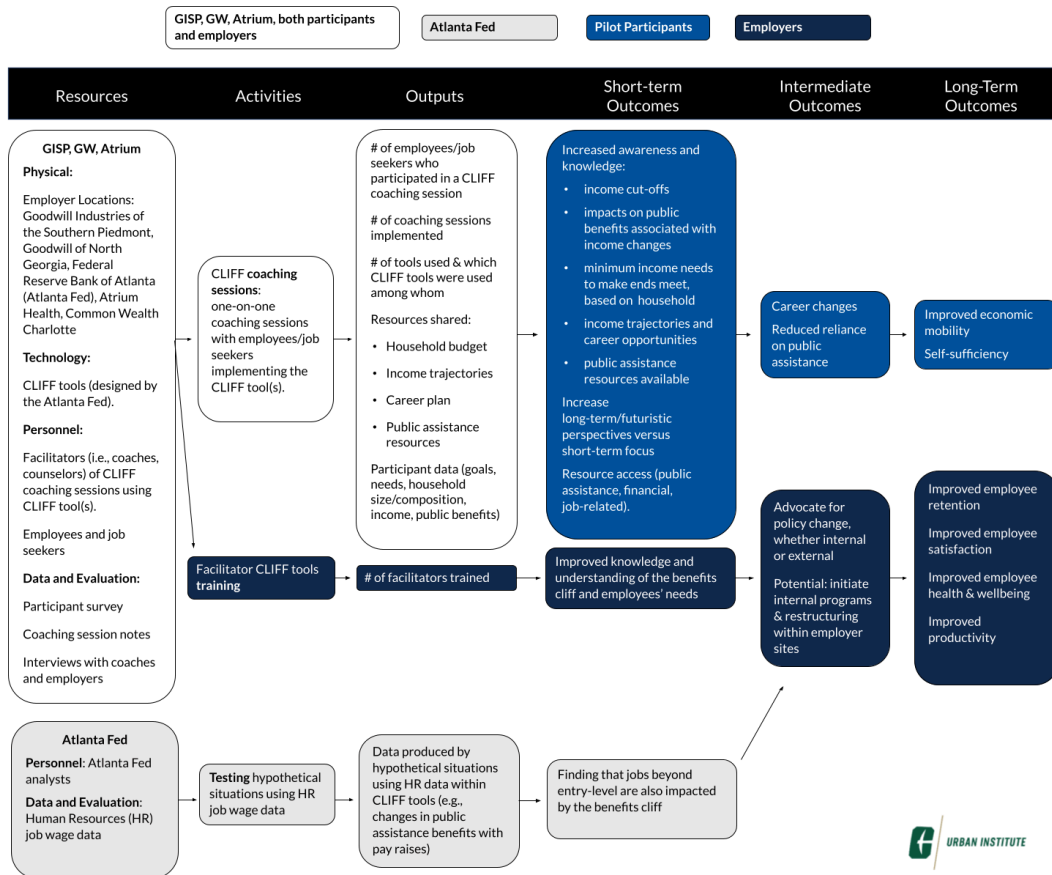 GISP, GW, Atrium, both participants
and employers
Atlanta Fed
Pilot Participants
Employers
Resources
Activities
Outputs
Short-term
Outcomes
Intermediate
Outcomes
Long-Term
Outcomes
GISP, GW, Atrium
Physical:
Employer Locations:
Goodwill Industries of
the Southern Piedmont,
Goodwill of North
Georgia, Federal
Reserve Bank of Atlanta
(Atlanta Fed), Atrium
Health, Common Wealth
Charlotte
Technology:
CLIFF tools (designed by
the Atlanta Fed).
Personnel:
Facilitators (i.e., coaches,
counselors) of CLIFF
coaching sessions using
CLIFF tool(s).
Employees and job
seekers
Data and Evaluation:
Participant survey
Coaching session notes
Interviews with coaches
and employers
CLIFF coaching
sessions:
one-on-one
coaching sessions
with employees/job
seekers
implementing the
CLIFF tool(s).
# of employees/job
seekers who
participated in a CLIFF
coaching session
# of coaching sessions
implemented
# of tools used & which
CLIFF tools were used
among whom
Resources shared:
• Household budget
• Income trajectories
• Career plan
• Public assistance
resources
Participant data (goals,
needs, household
size/composition,
income, public benefits)
Increased awareness and
knowledge:
• income cut-offs
• impacts on public
benefits associated with
income changes
• minimum income needs
to make ends meet,
based on household
• income trajectories and
career opportunities
• public assistance
resources available
Increase
long-term/futuristic
perspectives versus
short-term focus
Resource access (public
assistance, financial,
job-related).
Career changes
Reduced reliance
on public
assistance
Improved economic
mobility
Self-sufficiency
Facilitator CLIFF tools
training
# of facilitators trained
Improved knowledge and
understanding of the benefits
cliff and employees' needs
Advocate for
policy change,
whether internal
or external
Potential: initiate
internal programs
& restructuring
within employer
sites
Improved employee
retention
Improved employee
satisfaction
Improved employee
health & wellbeing
Improved
productivity
Atlanta Fed
Personnel: Atlanta Fed
analysts
Data and Evaluation:
Human Resources (HR)
job wage data
Testing hypothetical
situations using HR
job wage data
Data produced by
hypothetical situations
using HR data within
CLIFF tools (e.g.,
changes in public
assistance benefits with
pay raises)
Finding that jobs beyond
entry-level are also impacted
by the benefits cliff
URBAN INSTITUTE